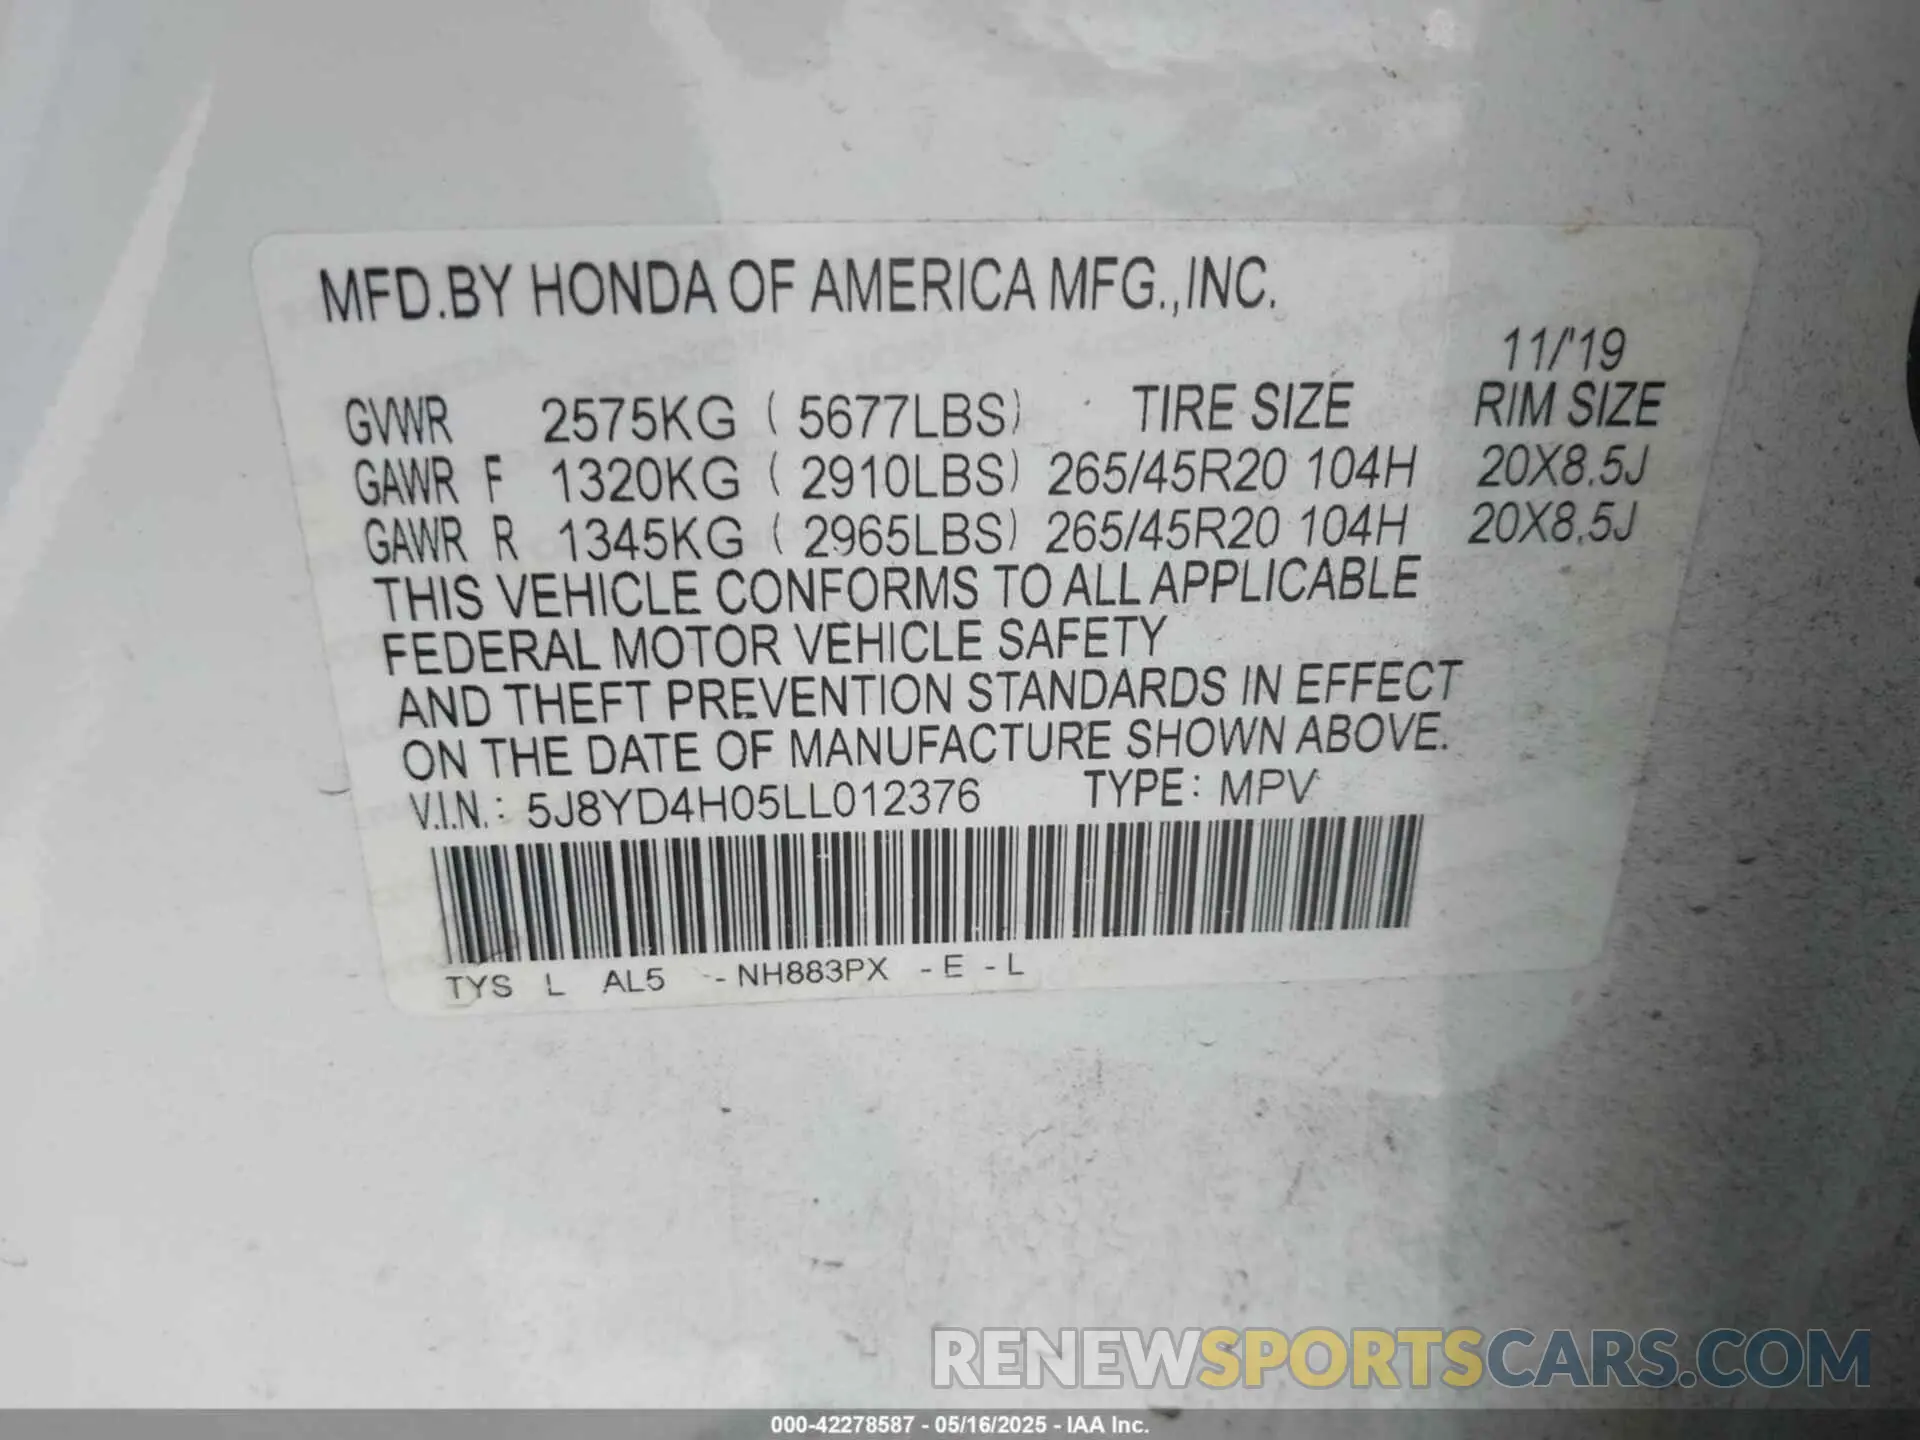 MFD.BY HONDA OF AMERICA MFG.,INC.
11/'19
GVWR 2575KG ( 5677LBS) TIRE SIZE RIM SIZE
GAWR F 1320KG ( 2910LBS) 265/45R20 104H 20X8.5J
GAWR R 1345KG ( 2965LBS) 265/45R20 104H 20X8.5J
THIS VEHICLE CONFORMS TO ALL APPLICABLE
FEDERAL MOTOR VEHICLE SAFETY
AND THEFT PREVENTION STANDARDS IN EFFECT
ON THE DATE OF MANUFACTURE SHOWN ABOVE.
V.I.N.: 5J8YD4H05LL012376 TYPE: MPV
TYS L AL5 -- NH883PX - E - L
RENEWSPORTSCARS.COM
000-42278587 - 05/16/2025 - IAA Inc.